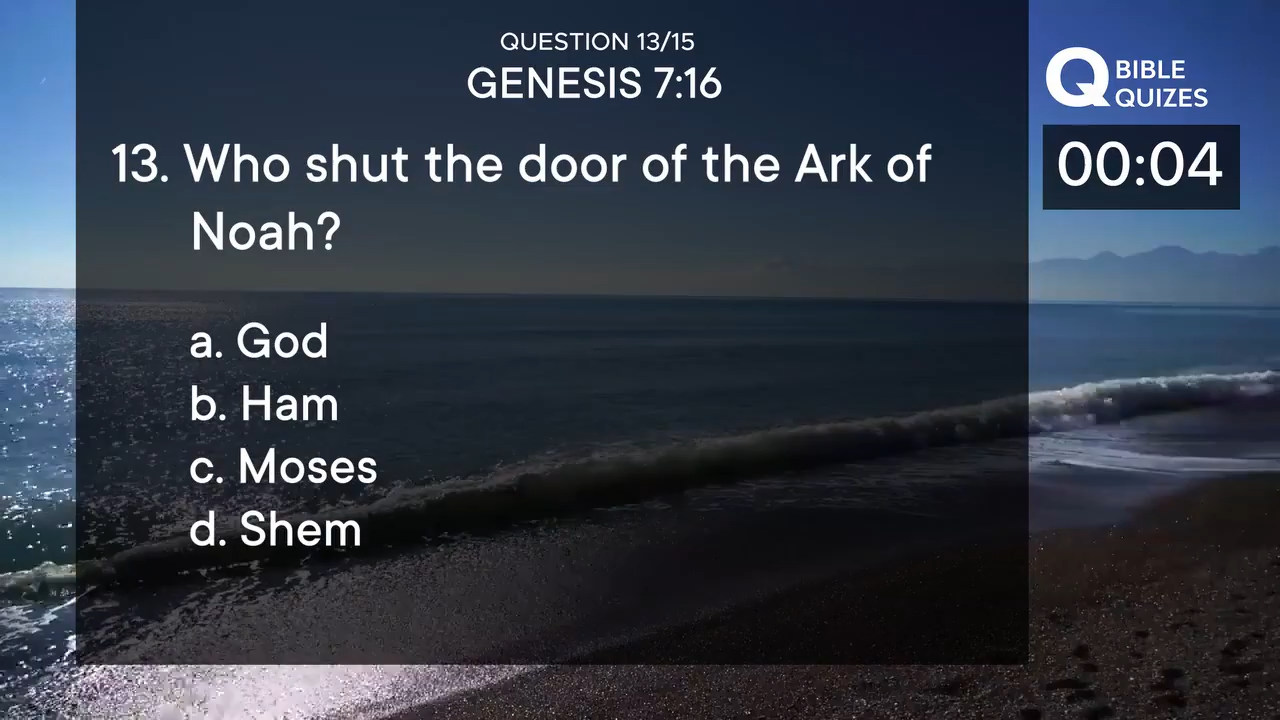 QUESTION 13/15
GENESIS 7:16
BIBLE
QUIZES
00:04
13. Who shut the door of the Ark of
Noah?
a. God
b. Ham
c. Moses
d. Shem